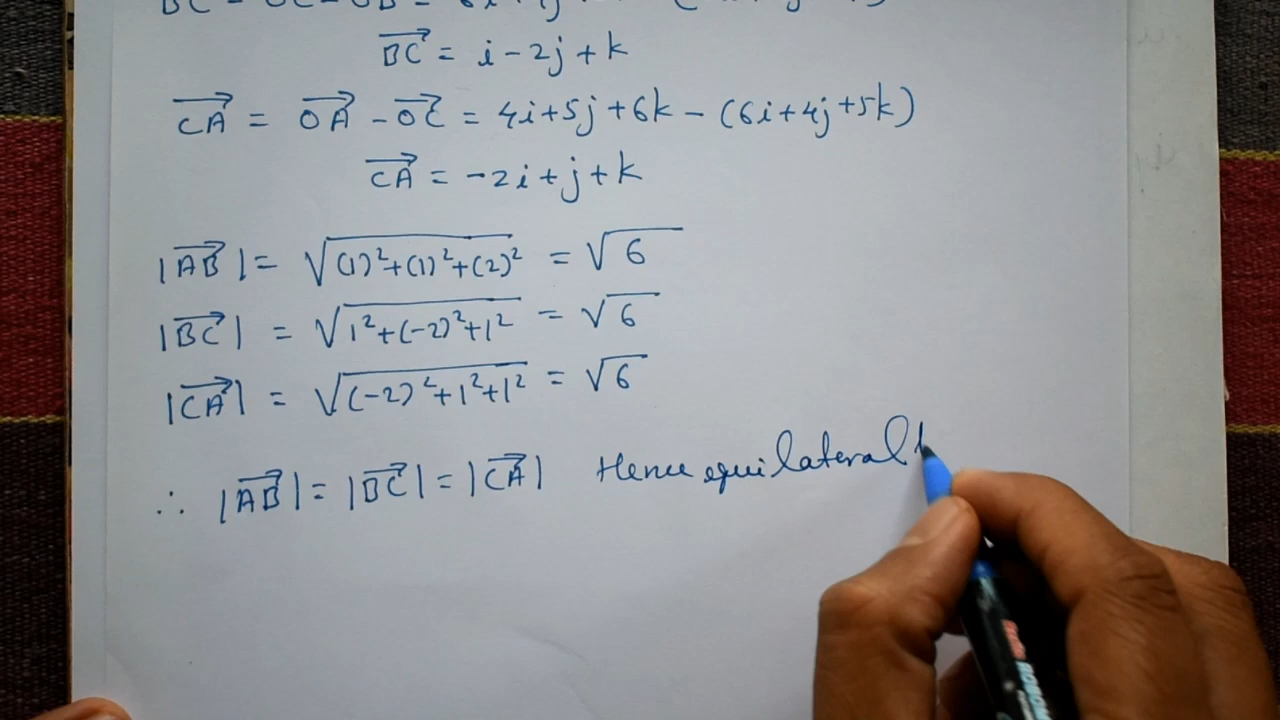 BC⃗ = i - 2j + k
CA⃗ = OA⃗ - OC⃗ = 4i+5j+6k - (6i+4j+5k)
CA⃗ = -2i+j+k
|AB⃗| = √((1)²+(1)²+(2)²) = √6
|BC⃗| = √(1²+(-2)²+1²) = √6
|CA⃗| = √((-2)²+1²+1²) = √6
∴ |AB⃗| = |BC⃗| = |CA⃗| Hence equilateral